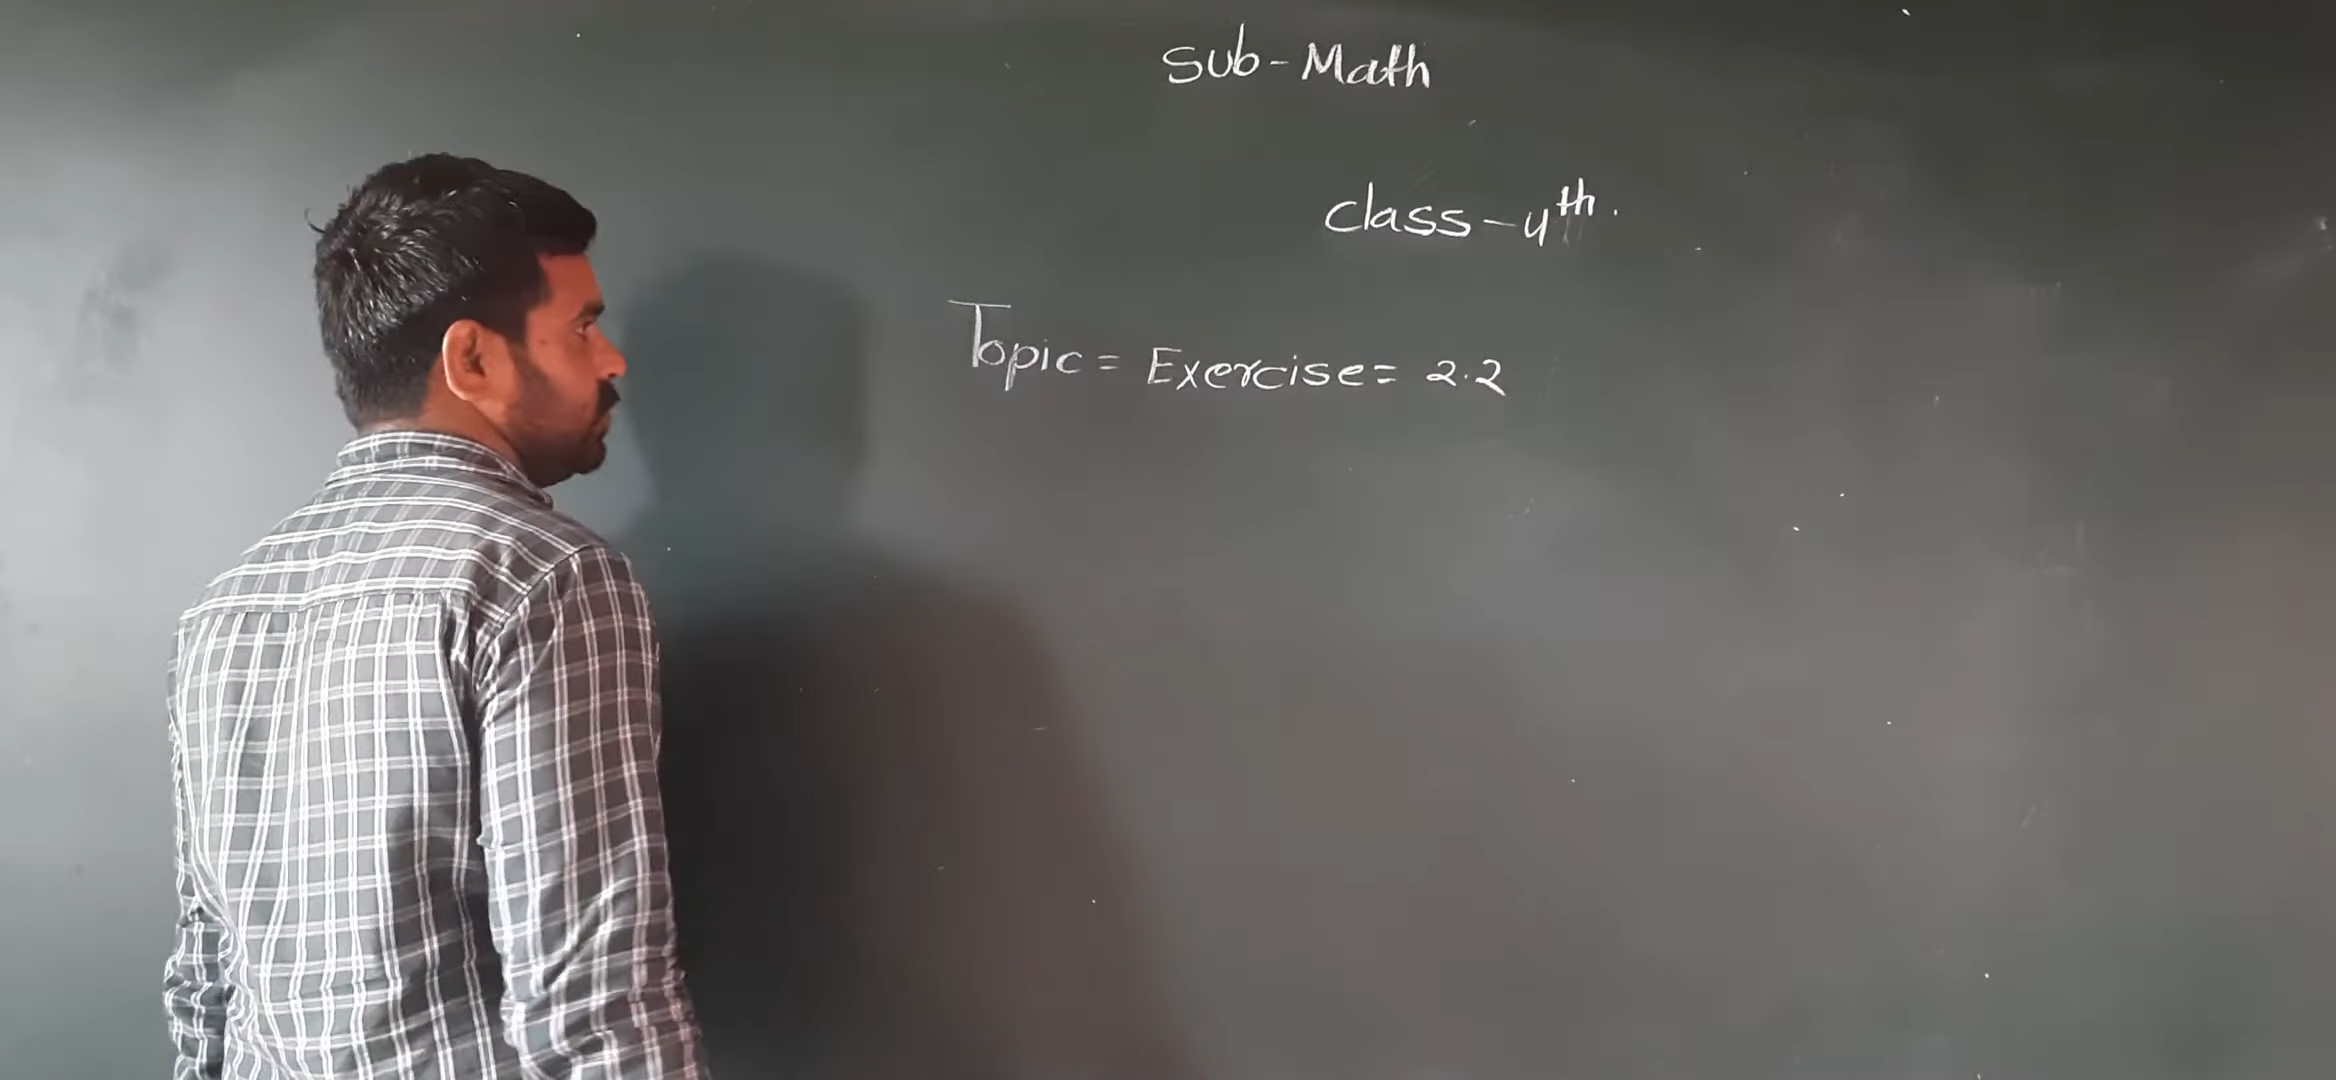 Sub - Math
Class - 4th.
Topic = Exercise = 2.2